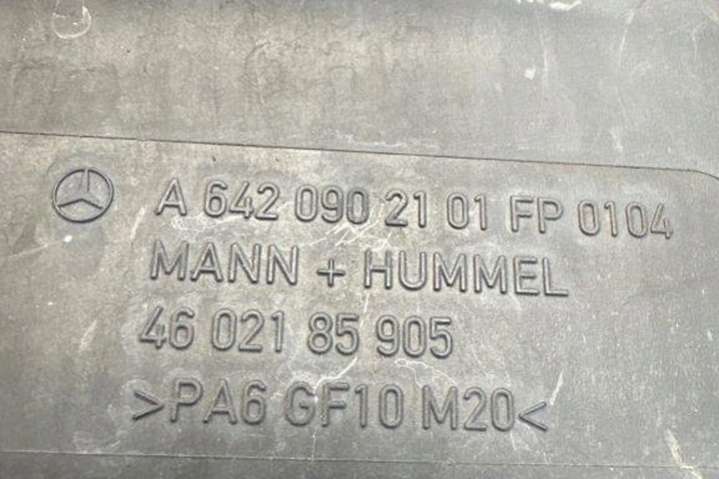 A 642 090 21 01 FP 0104
MANN + HUMMEL
46 021 85 905
>PA6 GF10 M20<